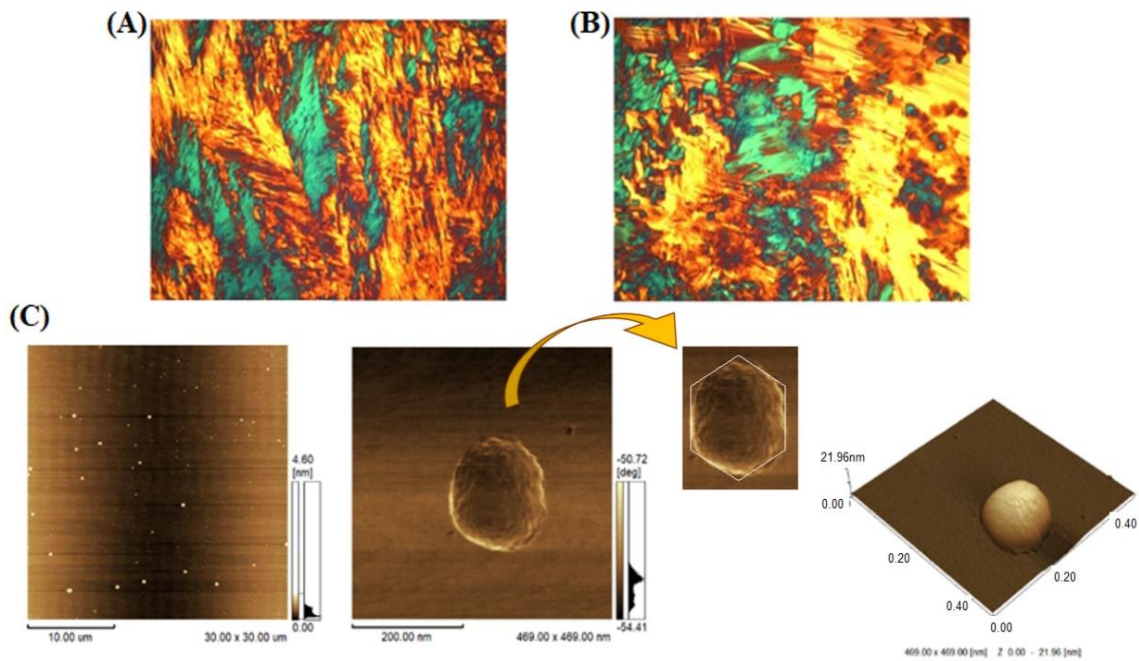 (A)
(B)
(C)
4.60
[nm]
0.00
10.00 um
30.00 x 30.00 um
-50.72
[deg]
-54.41
200.00 nm
469.00 x 469.00 nm
21.96nm
0.00
0.20
0.40
0.40
0.20
0.00
469.00 x 469.00 [nm] Z 0.00 - 21.96 [nm]